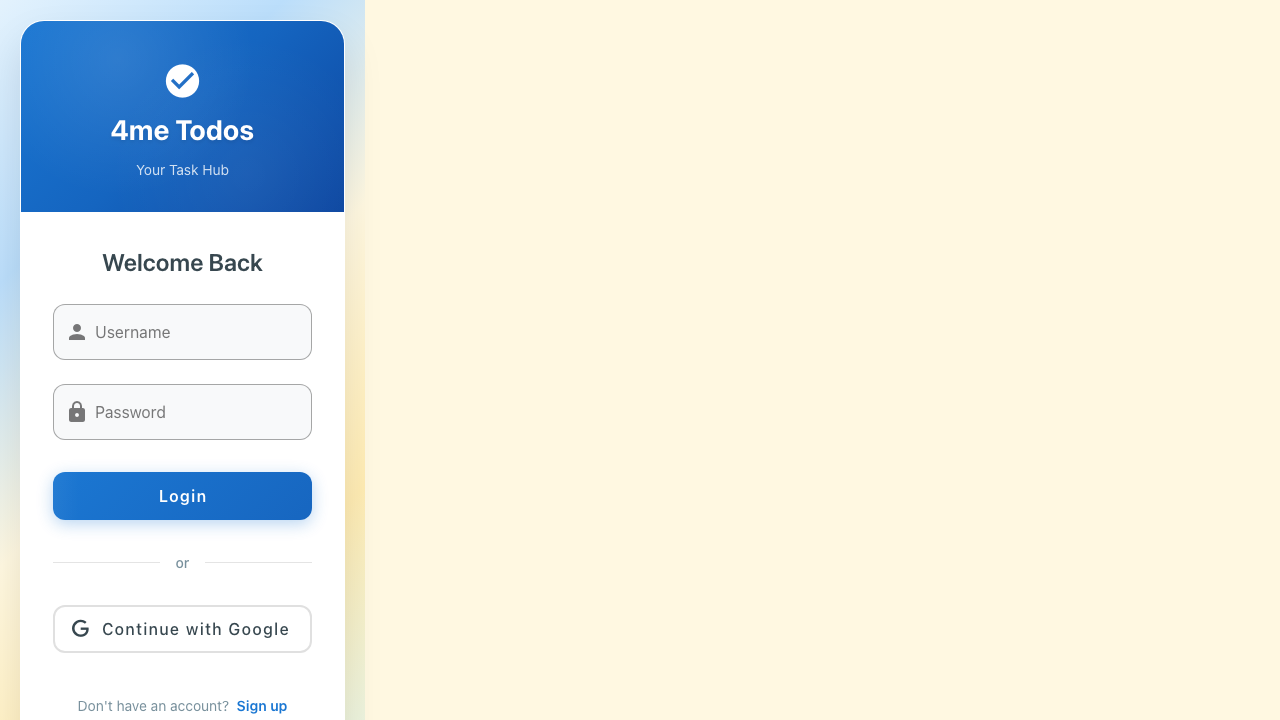 4me Todos
Your Task Hub
Welcome Back
Username
Password
Login
or
Continue with Google
Don't have an account? Sign up